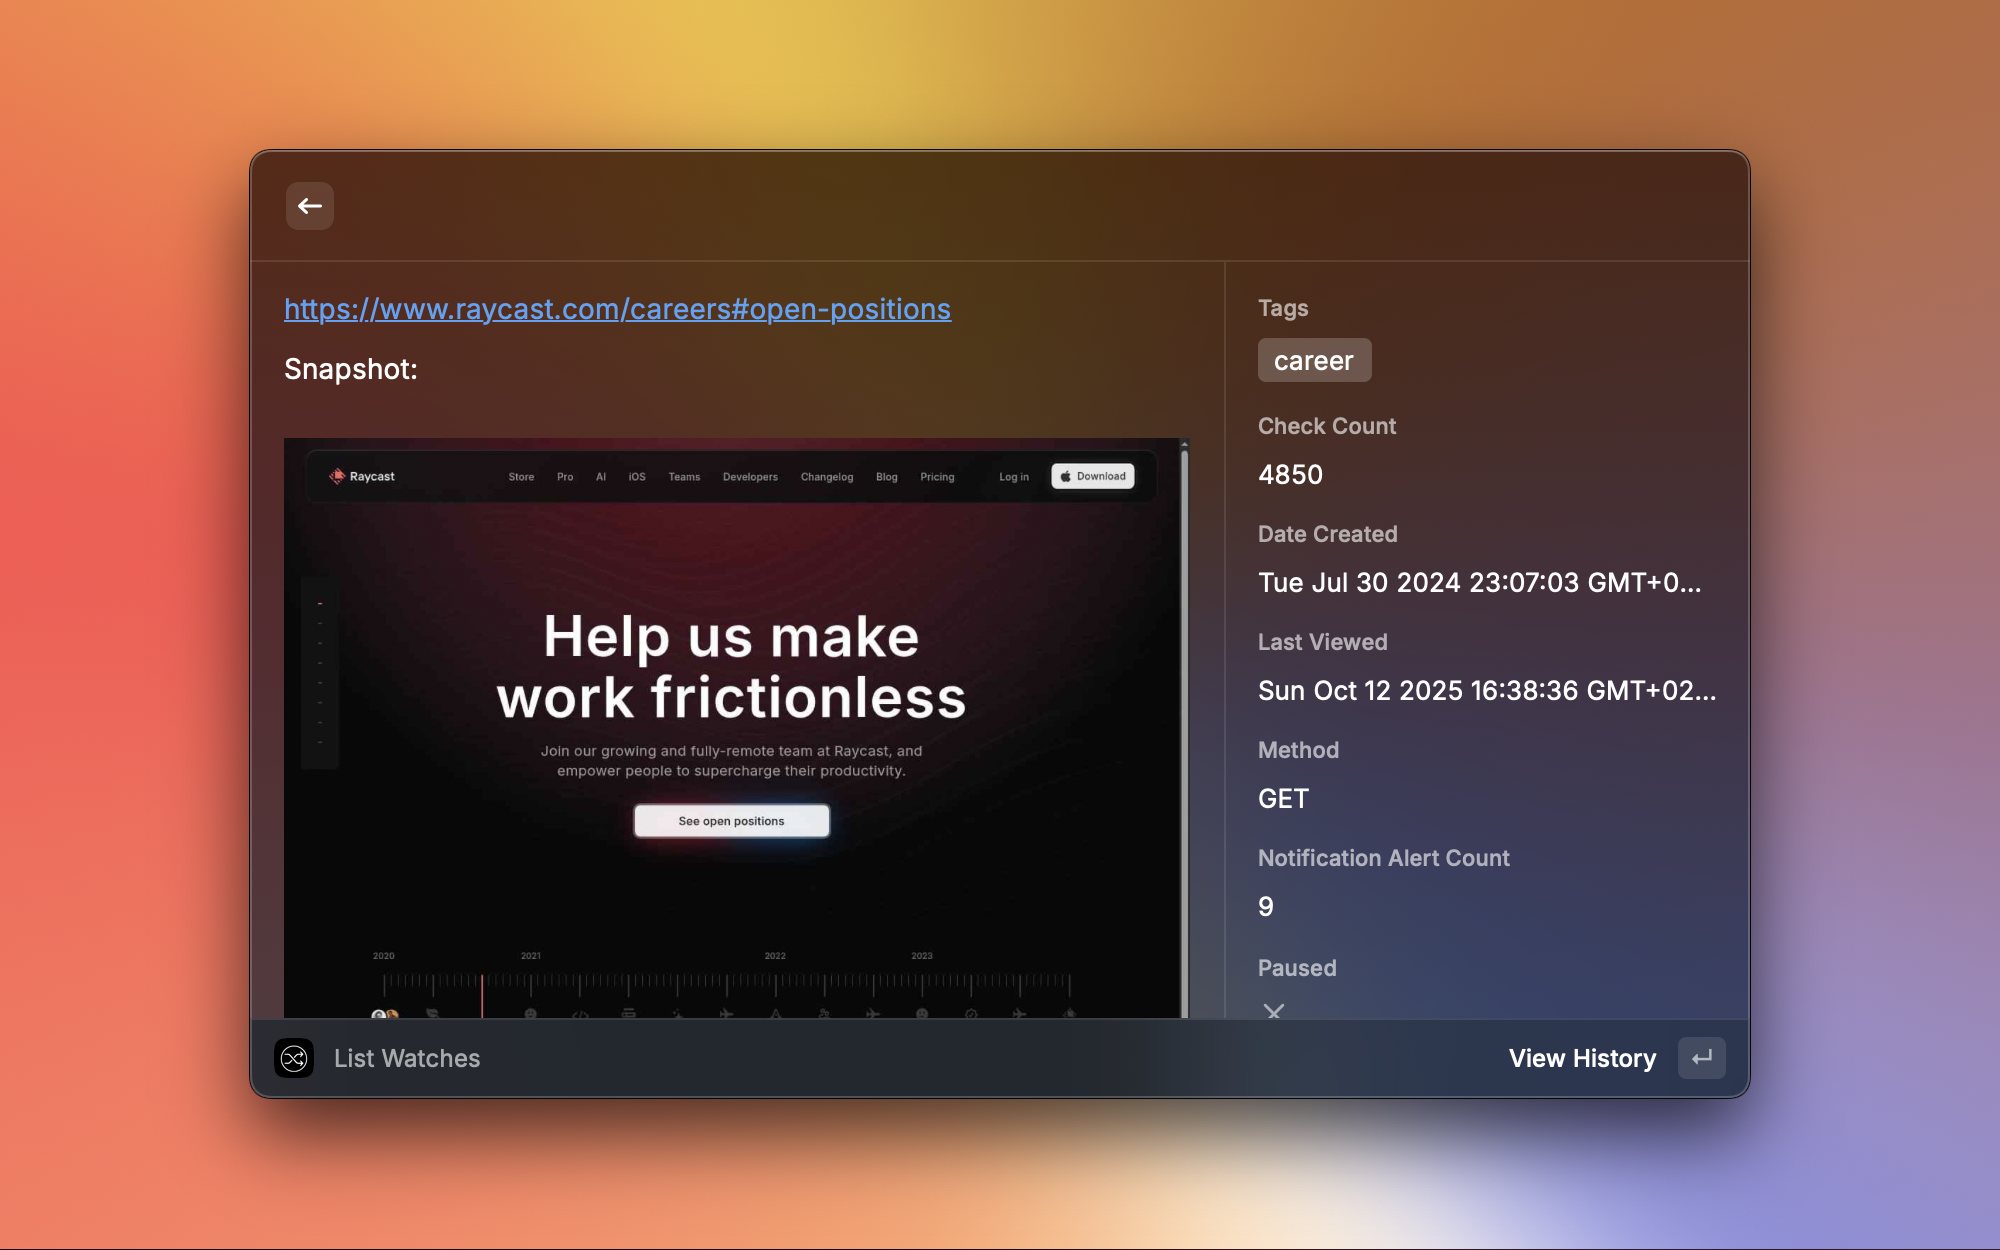 https://www.raycast.com/careers#open-positions
Snapshot:
Raycast
Store Pro AI iOS Teams Developers Changelog Blog Pricing Log in Download
Help us make
work frictionless
Join our growing and fully-remote team at Raycast, and
empower people to supercharge their productivity.
See open positions
2020 2021 2022 2023
Tags
career
Check Count
4850
Date Created
Tue Jul 30 2024 23:07:03 GMT+0...
Last Viewed
Sun Oct 12 2025 16:38:36 GMT+02...
Method
GET
Notification Alert Count
9
Paused
List Watches
View History